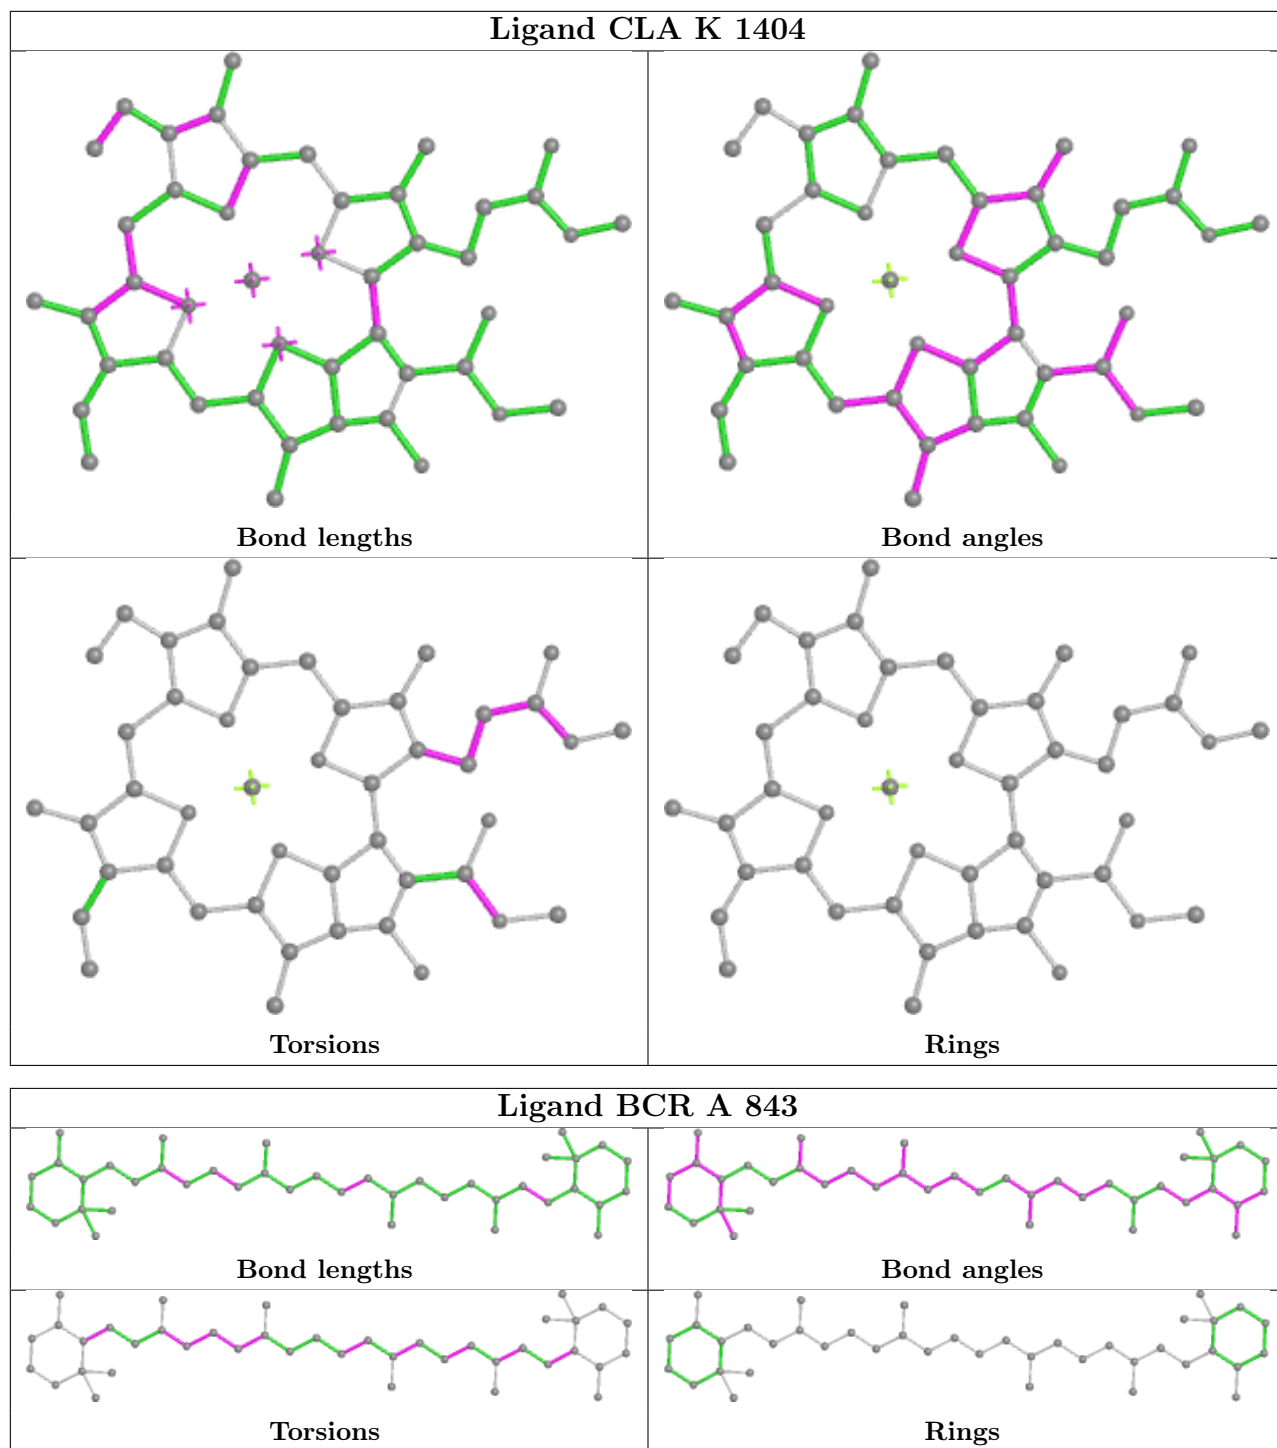 Ligand CLA K 1404
Bond lengths
Bond angles
Torsions
Rings
Ligand BCR A 843
Bond lengths
Bond angles
Torsions
Rings